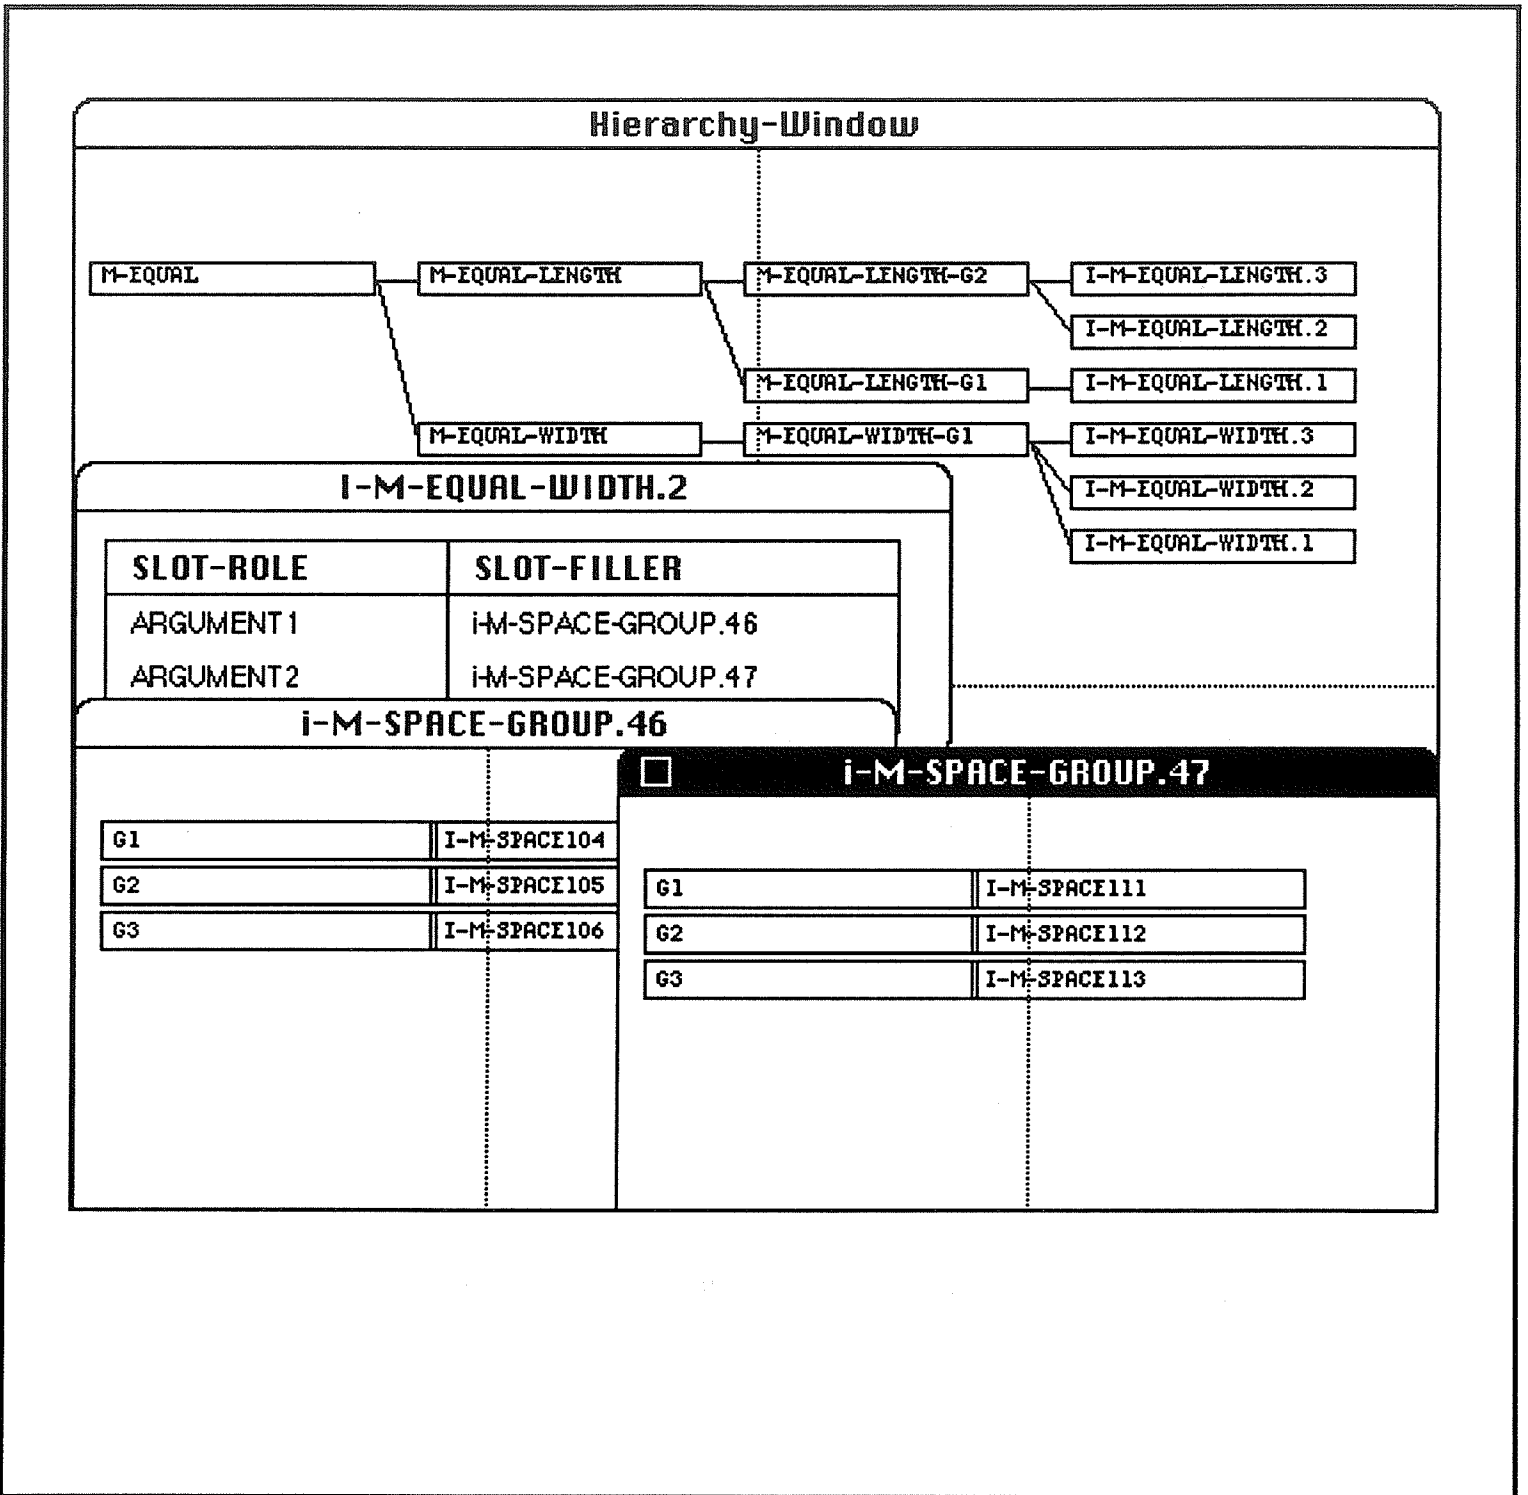 Hierarchy-Window
M-EQUAL M-EQUAL-LENGTH M-EQUAL-LENGTH-G2 I-M-EQUAL-LENGTH.3
I-M-EQUAL-LENGTH.2
M-EQUAL-LENGTH-G1 I-M-EQUAL-LENGTH.1
M-EQUAL-WIDTH M-EQUAL-WIDTH-G1 I-M-EQUAL-WIDTH.3
I-M-EQUAL-WIDTH.2
I-M-EQUAL-WIDTH.1
I-M-EQUAL-WIDTH.2
SLOT-ROLE SLOT-FILLER
ARGUMENT1 i-M-SPACE-GROUP.46
ARGUMENT2 i-M-SPACE-GROUP.47
i-M-SPACE-GROUP.46
G1 I-M-SPACE104
G2 I-M-SPACE105
G3 I-M-SPACE106
i-M-SPACE-GROUP.47
G1 I-M-SPACE111
G2 I-M-SPACE112
G3 I-M-SPACE113